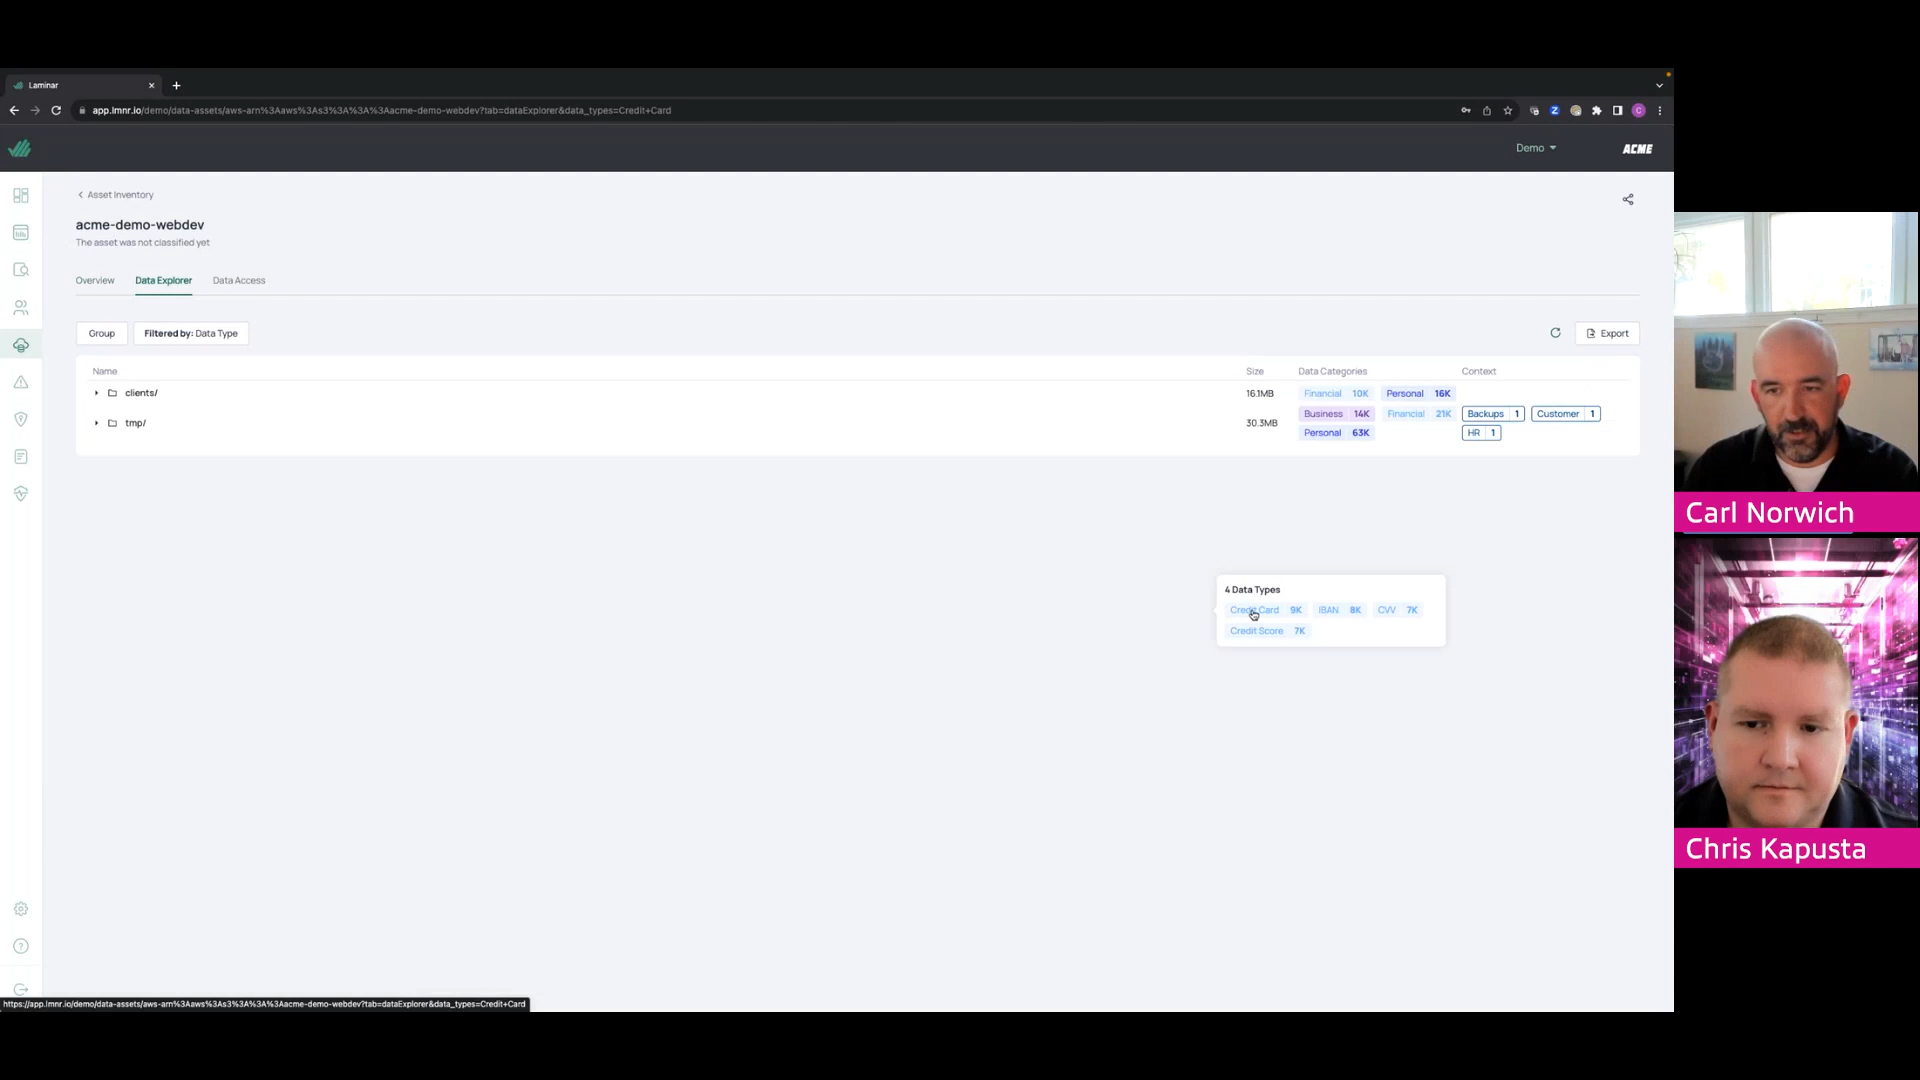 Laminar
app.lmnr.io/demo/data-assets/aws-arn%3Aaws%3As3%3A%3A%3Aacme-demo-webdev?tab=dataExplorer&data_types=Credit+Card
Demo
ACME
Asset Inventory
acme-demo-webdev
The asset was not classified yet
Overview Data Explorer Data Access
Group Filtered by: Data Type Export
Name Size Data Categories Context
clients/ 16.1MB Financial 10K Personal 16K
tmp/ 30.3MB Business 14K Financial 21K Backups 1 Customer 1
Personal 63K HR 1
4 Data Types
Credit Card 9K IBAN 8K CVV 7K
Credit Score 7K
https://app.lmnr.io/demo/data-assets/aws-arn%3Aaws%3As3%3A%3A%3Aacme-demo-webdev?tab=dataExplorer&data_types=Credit+Card
Carl Norwich
Chris Kapusta